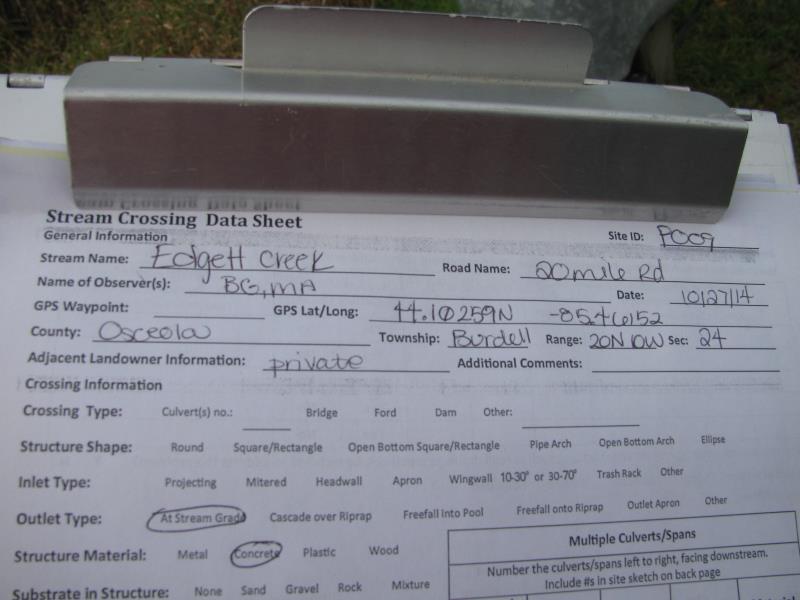 Stream Crossing Data Sheet
General Information Site ID: PC09
Stream Name: Edgett Creek Road Name: 20 mile Rd
Name of Observer(s): BG, MA Date: 10/27/14
GPS Waypoint: GPS Lat/Long: 44.10259N -85.46152
County: Osceola Township: Burdell Range: 20N 10W Sec: 24
Adjacent Landowner Information: private Additional Comments:
Crossing Information
Crossing Type: Culvert(s) no.: Bridge Ford Dam Other:
Structure Shape: Round Square/Rectangle Open Bottom Square/Rectangle Pipe Arch Open Bottom Arch Ellipse
Inlet Type: Projecting Mitered Headwall Apron Wingwall 10-30° or 30-70° Trash Rack Other
Outlet Type: At Stream Grade Cascade over Riprap Freefall Into Pool Freefall onto Riprap Outlet Apron Other
Structure Material: Metal Concrete Plastic Wood
Multiple Culverts/Spans
Number the culverts/spans left to right, facing downstream.
Include #s in site sketch on back page
Substrate in Structure: None Sand Gravel Rock Mixture